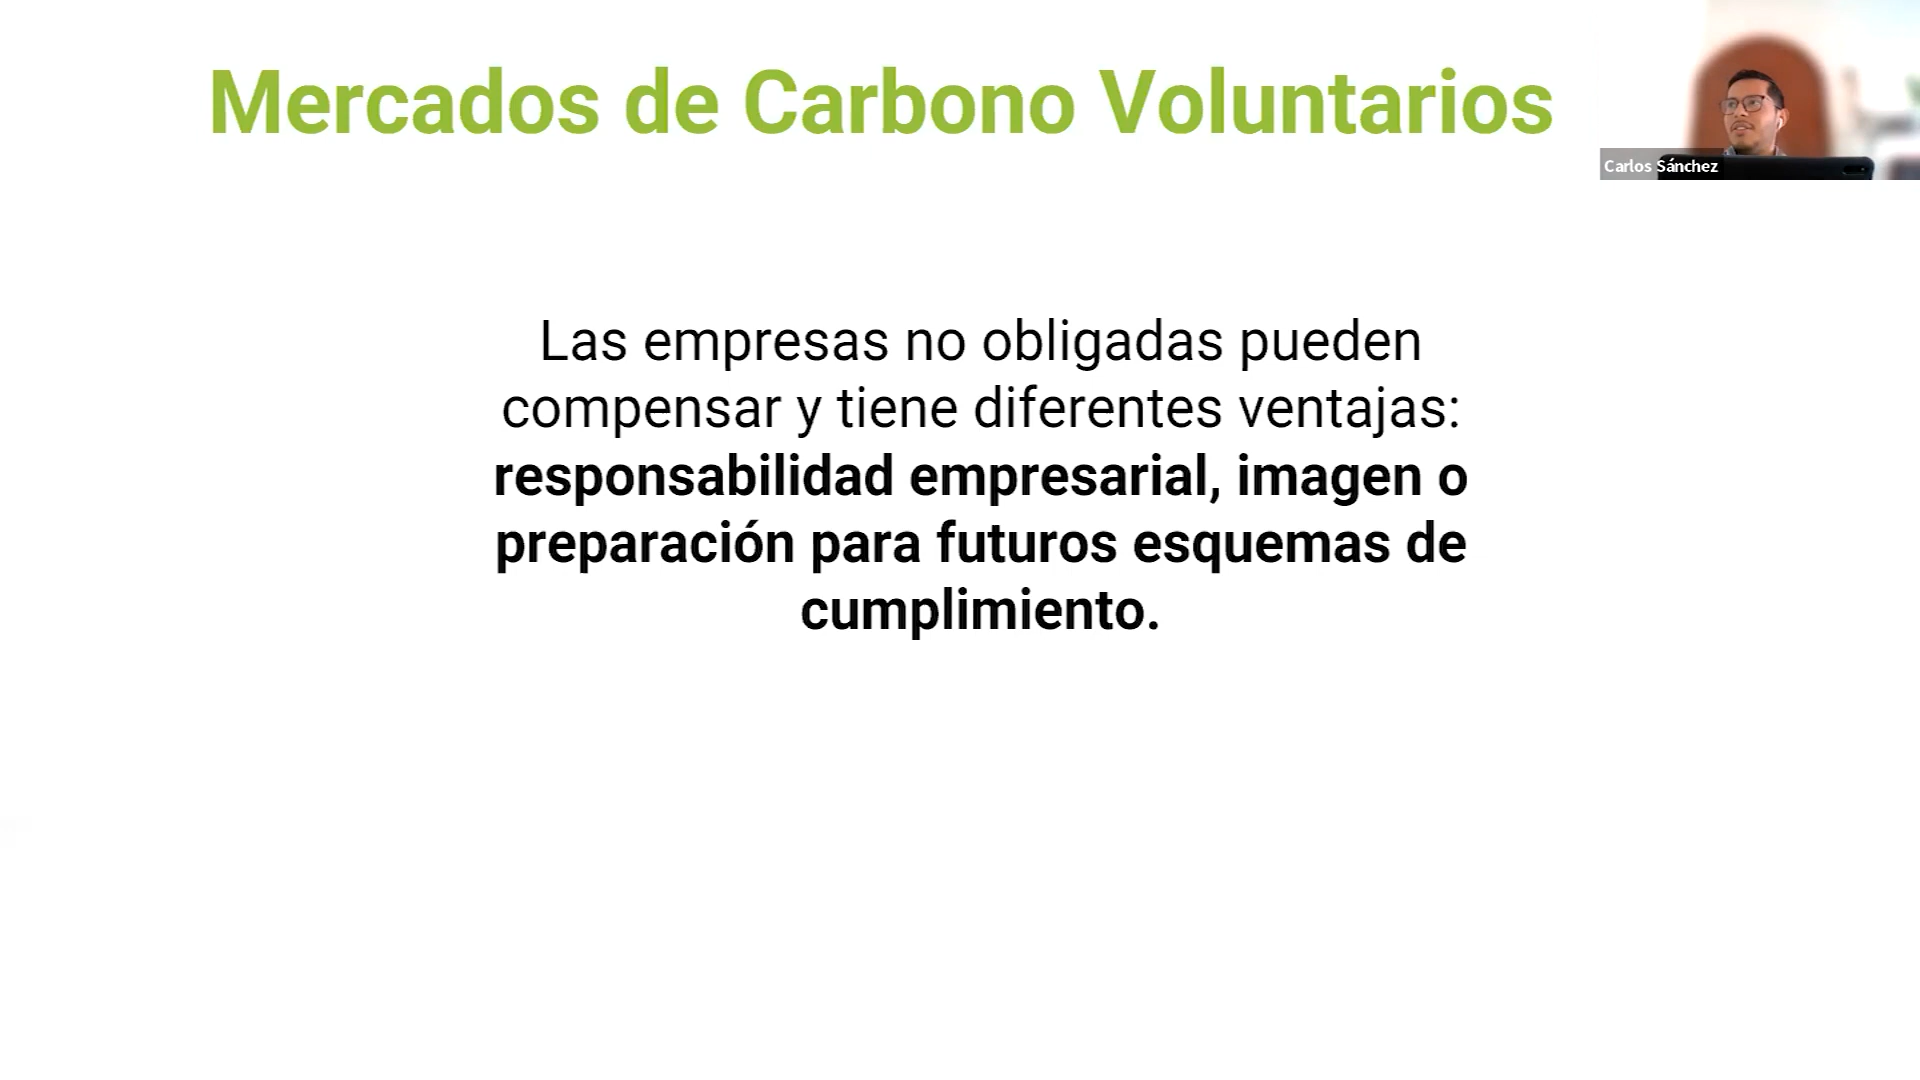 Mercados de Carbono Voluntarios
Carlos Sánchez
Las empresas no obligadas pueden
compensar y tiene diferentes ventajas:
responsabilidad empresarial, imagen o
preparación para futuros esquemas de
cumplimiento.